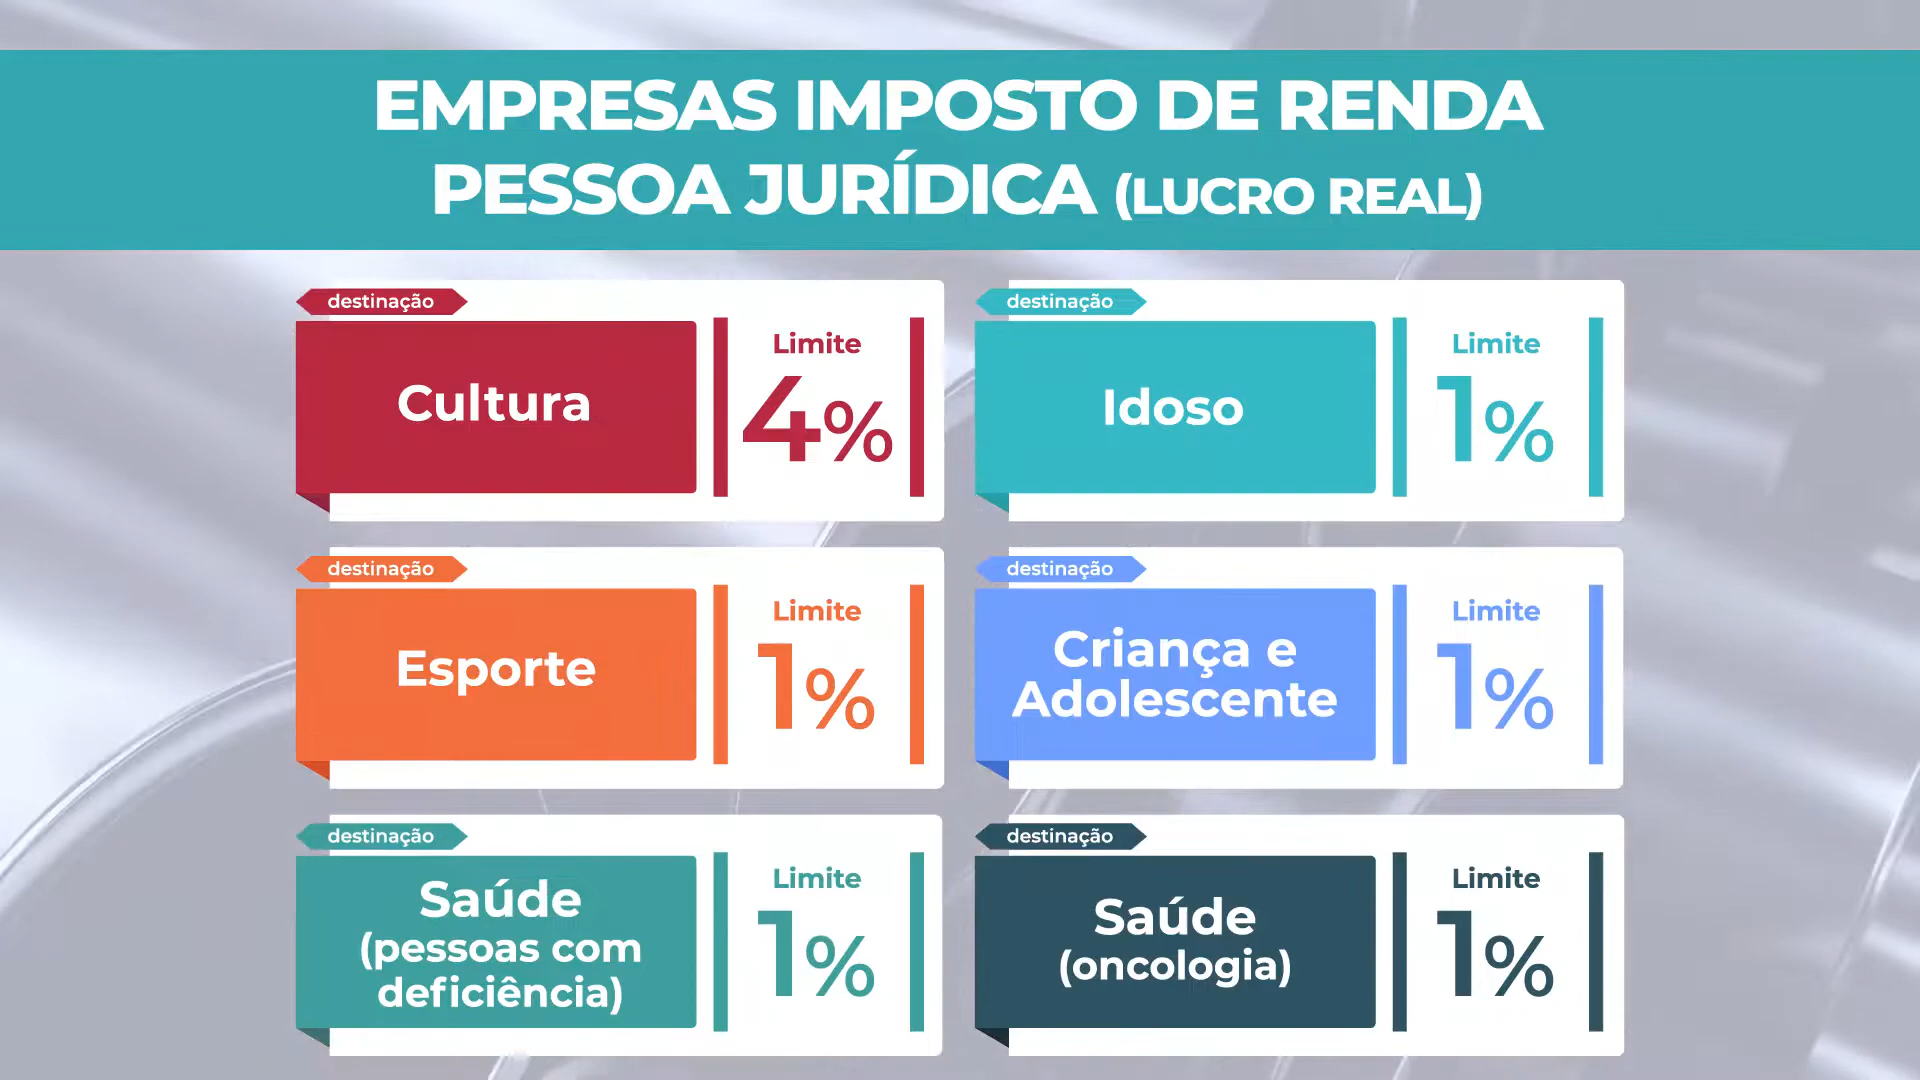 EMPRESAS IMPOSTO DE RENDA
PESSOA JURÍDICA (LUCRO REAL)
destinação
Cultura
Limite
4%
destinação
Idoso
Limite
1%
destinação
Esporte
Limite
1%
destinação
Criança e
Adolescente
Limite
1%
destinação
Saúde
(pessoas com
deficiência)
Limite
1%
destinação
Saúde
(oncologia)
Limite
1%